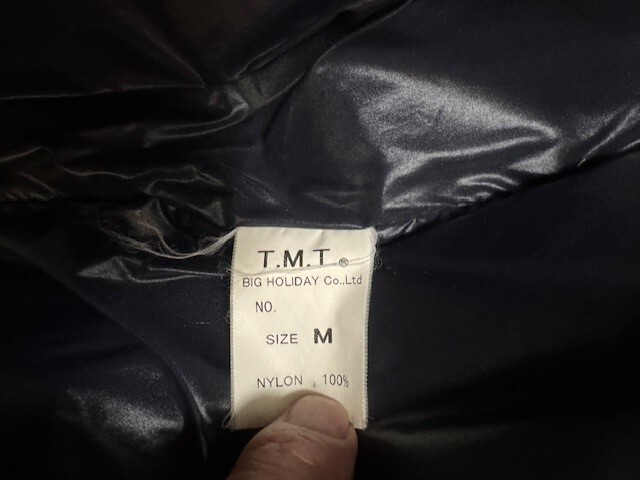 T.M.T.®
BIG HOLIDAY Co.,Ltd
NO.
SIZE M
NYLON 100%